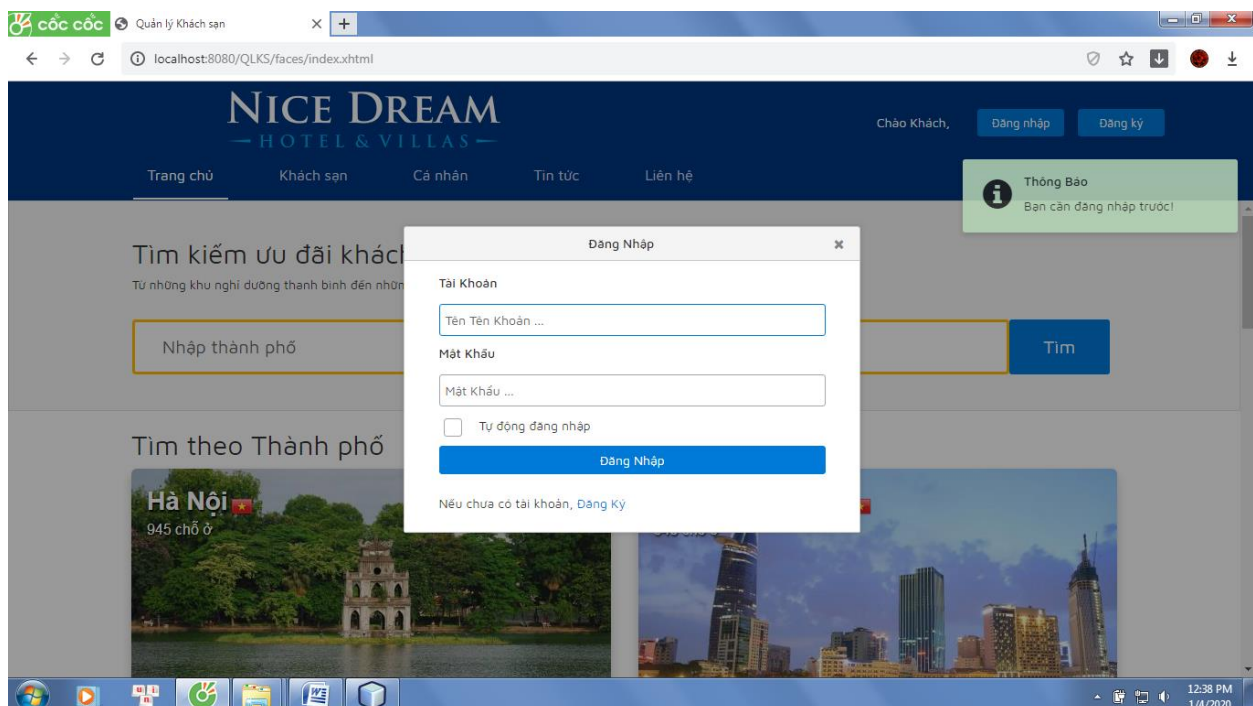 cốc cốc
Quản lý Khách sạn
localhost:8080/QLKS/faces/index.xhtml
NICE DREAM
HOTEL & VILLAS
Chào Khách, Đăng nhập Đăng ký
Trang chủ Khách sạn Cá nhân Tin tức Liên hệ
Thông Báo
Bạn cần đăng nhập trước!
Đăng Nhập
Tìm kiếm ưu đãi khách
Từ những khu nghỉ dưỡng thanh bình đến những
Tài Khoản
Tên Tên Khoản ...
Nhập thành phố
Tìm
Mật Khẩu
Mật Khẩu ...
Tự động đăng nhập
Đăng Nhập
Nếu chưa có tài khoản, Đăng Ký
Tìm theo Thành phố
Hà Nội
945 chỗ ở
12:38 PM
1/4/2020